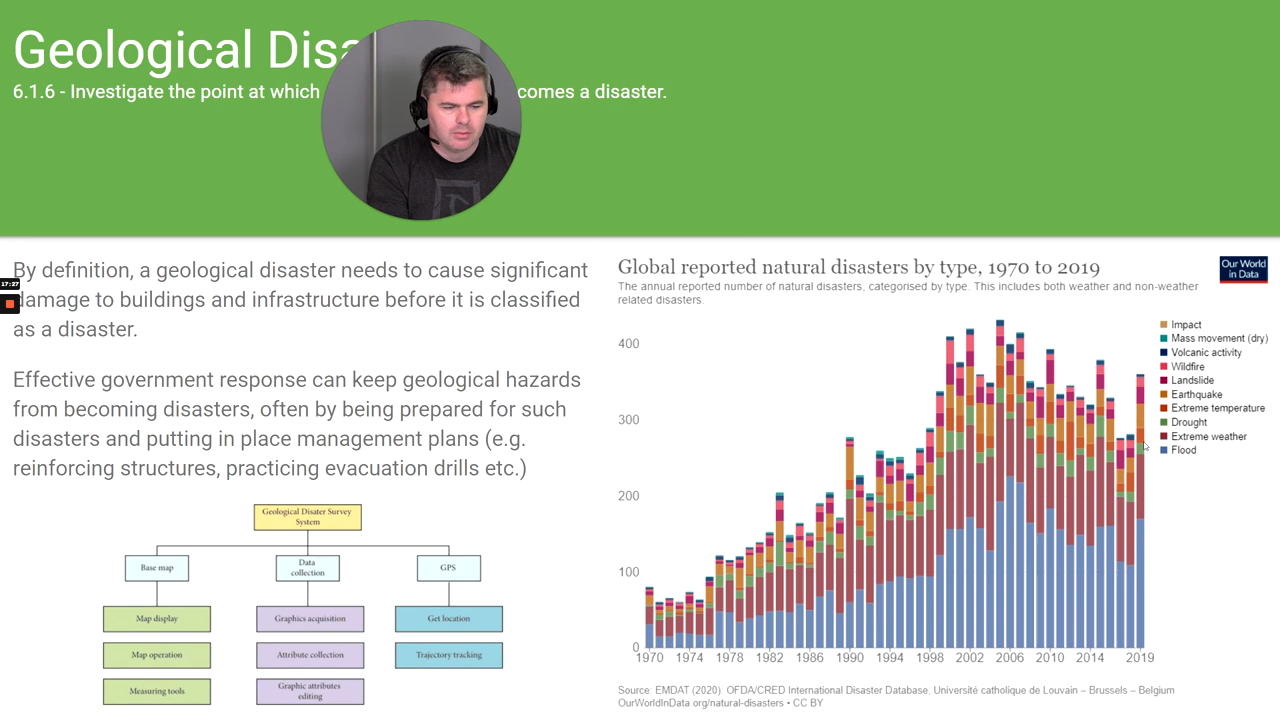 Geological Disa
6.1.6 - Investigate the point at which comes a disaster.
By definition, a geological disaster needs to cause significant
damage to buildings and infrastructure before it is classified
as a disaster.
Effective government response can keep geological hazards
from becoming disasters, often by being prepared for such
disasters and putting in place management plans (e.g.
reinforcing structures, practicing evacuation drills etc.)
17:27
Geological Disater Survey
System
Base map
Data
collection
GPS
Map display
Graphics acquisition
Get location
Map operation
Attribute collection
Trajectory tracking
Measuring tools
Graphic attributes
editing
Global reported natural disasters by type, 1970 to 2019
The annual reported number of natural disasters, categorised by type. This includes both weather and non-weather
related disasters.
Our World
in Data
400
300
200
100
0
1970 1974 1978 1982 1986 1990 1994 1998 2002 2006 2010 2014 2019
Impact
Mass movement (dry)
Volcanic activity
Wildfire
Landslide
Earthquake
Extreme temperature
Drought
Extreme weather
Flood
Source: EMDAT (2020): OFDA/CRED International Disaster Database, Université catholique de Louvain – Brussels – Belgium
OurWorldInData.org/natural-disasters • CC BY